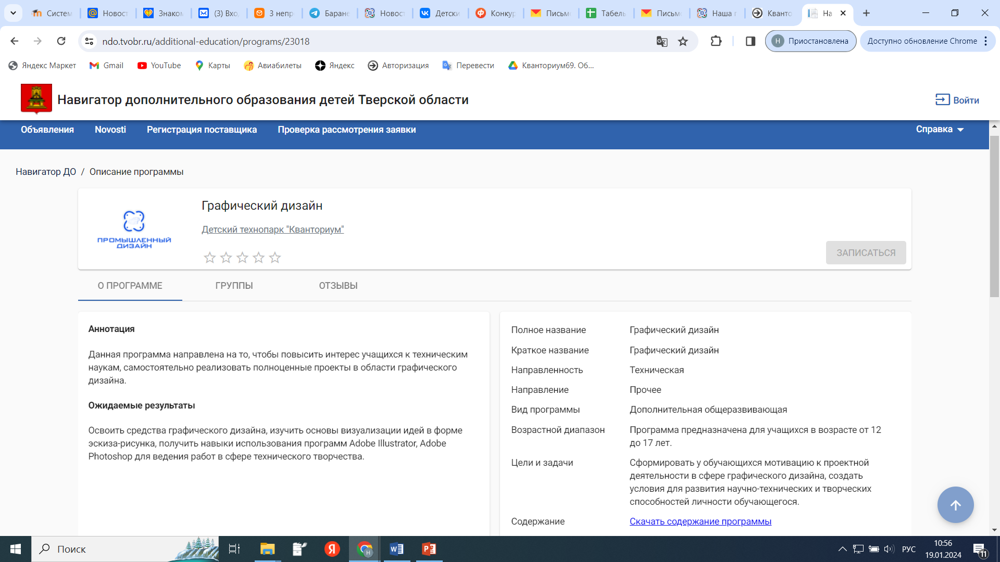 Систем
Новост
Знаком
(3) Вхо
3 непр
Баране
Новост
Детски
Конкур
Письмо
Табель
Письмо
Наша г
Кванто
На
ndo.tvobr.ru/additional-education/programs/23018
Н Приостановлена
Доступно обновление Chrome
Яндекс Маркет
Gmail
YouTube
Карты
Авиабилеты
Яндекс
Авторизация
Перевести
Кванториум69. Об...
Навигатор дополнительного образования детей Тверской области
Войти
Объявления
Novosti
Регистрация поставщика
Проверка рассмотрения заявки
Справка
Навигатор ДО / Описание программы
ПРОМЫШЛЕННЫЙ
ДИЗАЙН
Графический дизайн
Детский технопарк "Кванториум"
ЗАПИСАТЬСЯ
О ПРОГРАММЕ
ГРУППЫ
ОТЗЫВЫ
Аннотация
Данная программа направлена на то, чтобы повысить интерес учащихся к техническим
наукам, самостоятельно реализовать полноценные проекты в области графического
дизайна.
Ожидаемые результаты
Освоить средства графического дизайна, изучить основы визуализации идей в форме
эскиза-рисунка, получить навыки использования программ Adobe Illustrator, Adobe
Photoshop для ведения работ в сфере технического творчества.
Полное название Графический дизайн
Краткое название Графический дизайн
Направленность Техническая
Направление Прочее
Вид программы Дополнительная общеразвивающая
Возрастной диапазон Программа предназначена для учащихся в возрасте от 12
до 17 лет.
Цели и задачи Сформировать у обучающихся мотивацию к проектной
деятельности в сфере графического дизайна, создать
условия для развития научно-технических и творческих
способностей личности обучающегося.
Содержание Скачать содержание программы
Поиск
РУС
10:56
19.01.2024
11